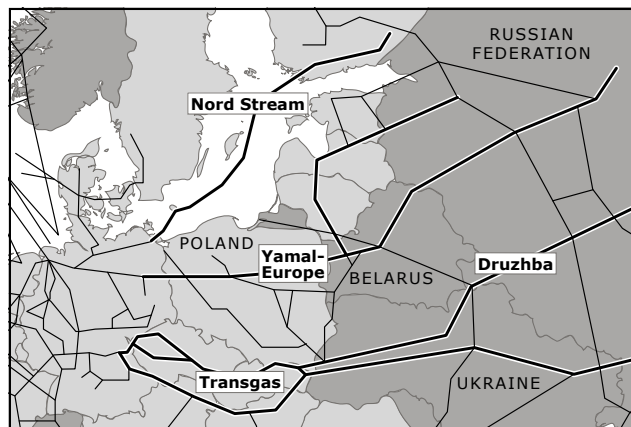 RUSSIAN
FEDERATION
Nord Stream
POLAND
Yamal-
Europe
BELARUS
Druzhba
Transgas
UKRAINE